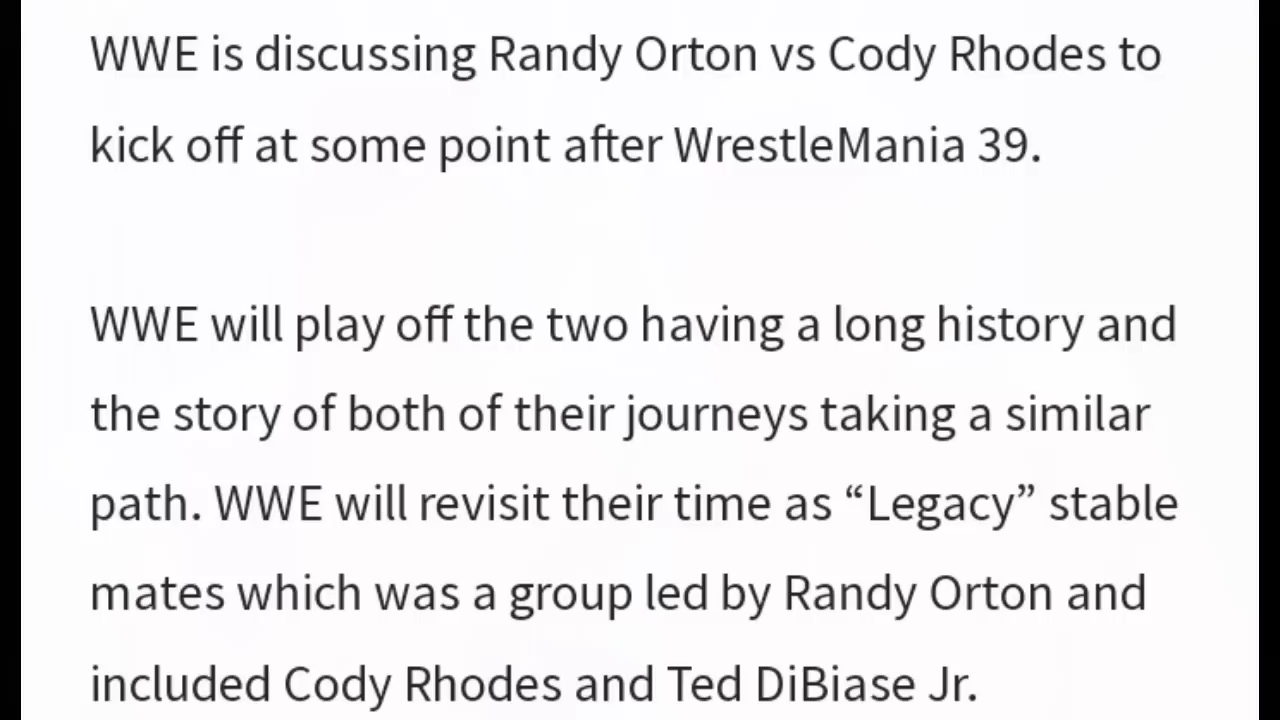 WWE is discussing Randy Orton vs Cody Rhodes to
kick off at some point after WrestleMania 39.
WWE will play off the two having a long history and
the story of both of their journeys taking a similar
path. WWE will revisit their time as “Legacy” stable
mates which was a group led by Randy Orton and
included Cody Rhodes and Ted DiBiase Jr.